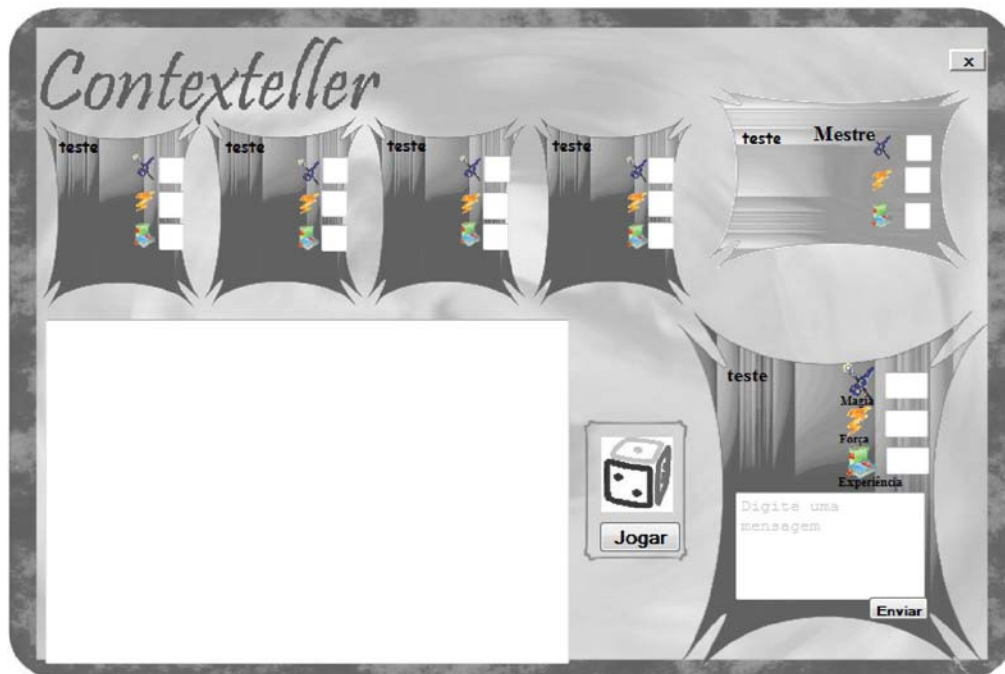 Contexteller
x
teste
teste
teste
teste
teste Mestre
teste
Magia
Força
Experiência
Digite uma
mensagem
Jogar
Enviar